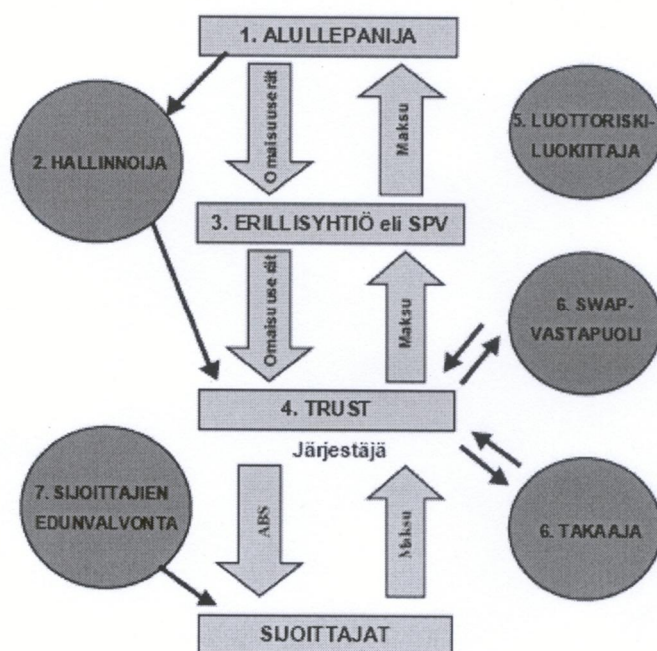 1. ALULLEPANIJA
Omaisuuserät
Maksu
2. HALLINNOIJA
5. LUOTTORISKI-
LUOKITTAJA
3. ERILLISYHTIÖ eli SPV
Omaisuuserät
Maksu
6. SWAP-
VASTAPUOLI
4. TRUST
Järjestäjä
7. SIJOITTAJIEN
EDUNVALVONTA
ABS
Maksu
6. TAKAAJA
SIJOITTAJAT